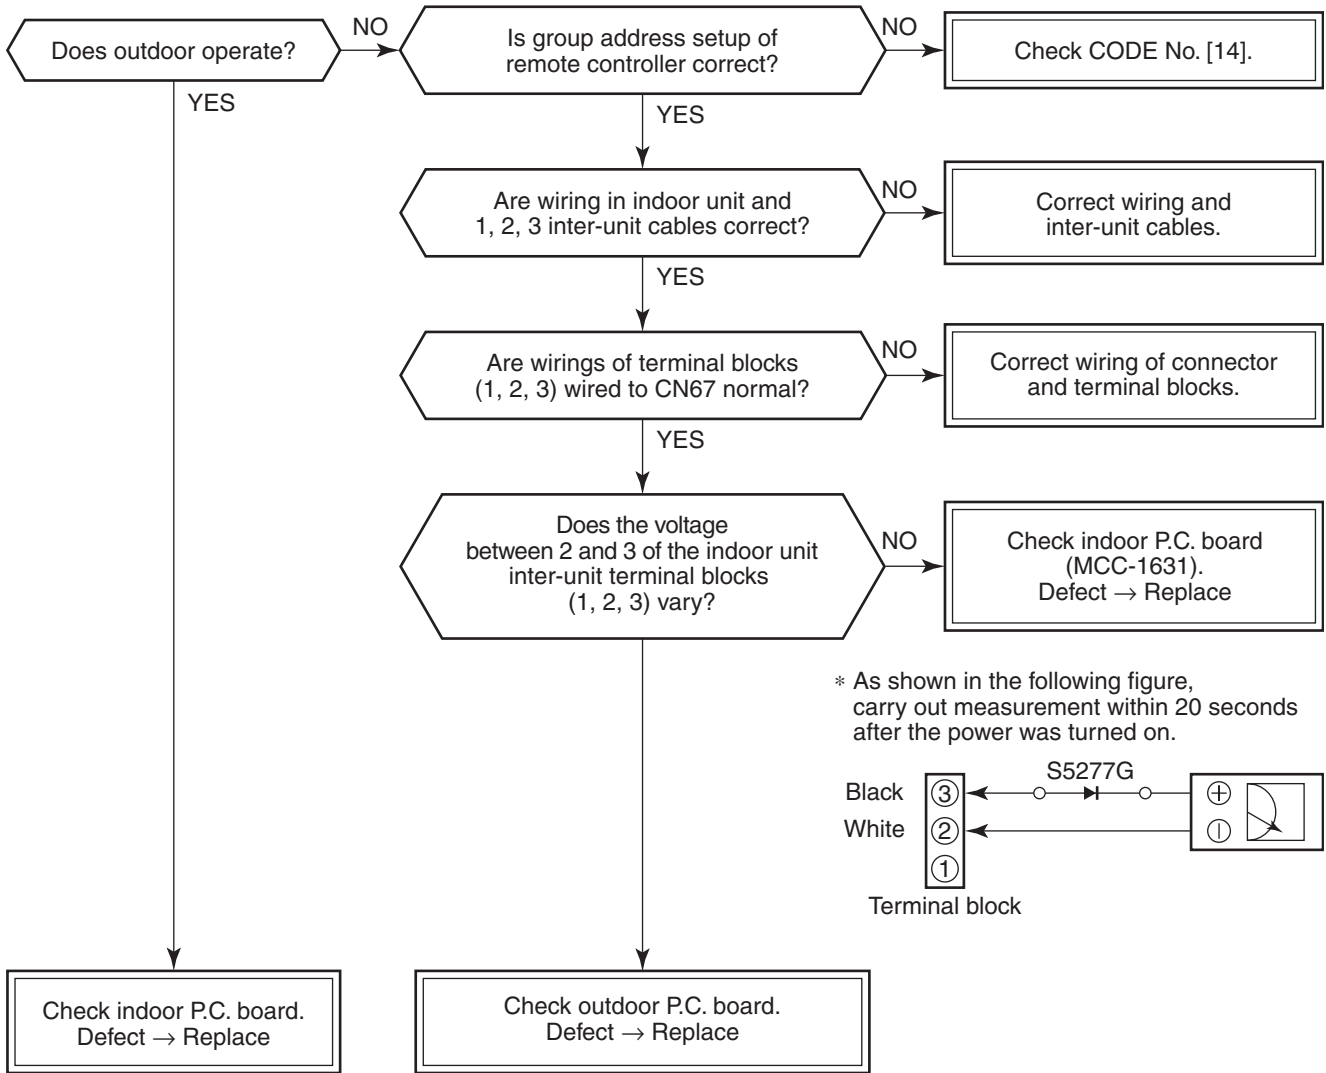 Does outdoor operate?
NO
Is group address setup of
remote controller correct?
NO
Check CODE No. [14].
YES
YES
Are wiring in indoor unit and
1, 2, 3 inter-unit cables correct?
NO
Correct wiring and
inter-unit cables.
YES
Are wirings of terminal blocks
(1, 2, 3) wired to CN67 normal?
NO
Correct wiring of connector
and terminal blocks.
YES
Does the voltage
between 2 and 3 of the indoor unit
inter-unit terminal blocks
(1, 2, 3) vary?
NO
Check indoor P.C. board
(MCC-1631).
Defect → Replace
* As shown in the following figure,
carry out measurement within 20 seconds
after the power was turned on.
S5277G
Black ③ +
White ② −
①
Terminal block
Check indoor P.C. board.
Defect → Replace
Check outdoor P.C. board.
Defect → Replace